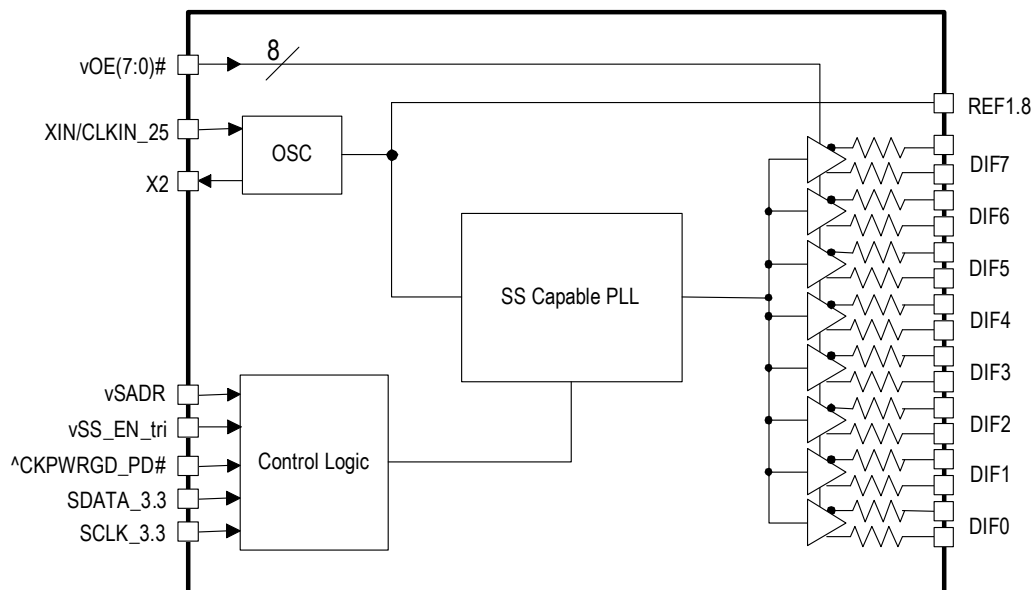 8
vOE(7:0)#
REF1.8
XIN/CLKIN_25
OSC
X2
DIF7
DIF6
DIF5
SS Capable PLL
DIF4
DIF3
vSADR
DIF2
vSS_EN_tri
^CKPWRGD_PD#
Control Logic
DIF1
SDATA_3.3
SCLK_3.3
DIF0